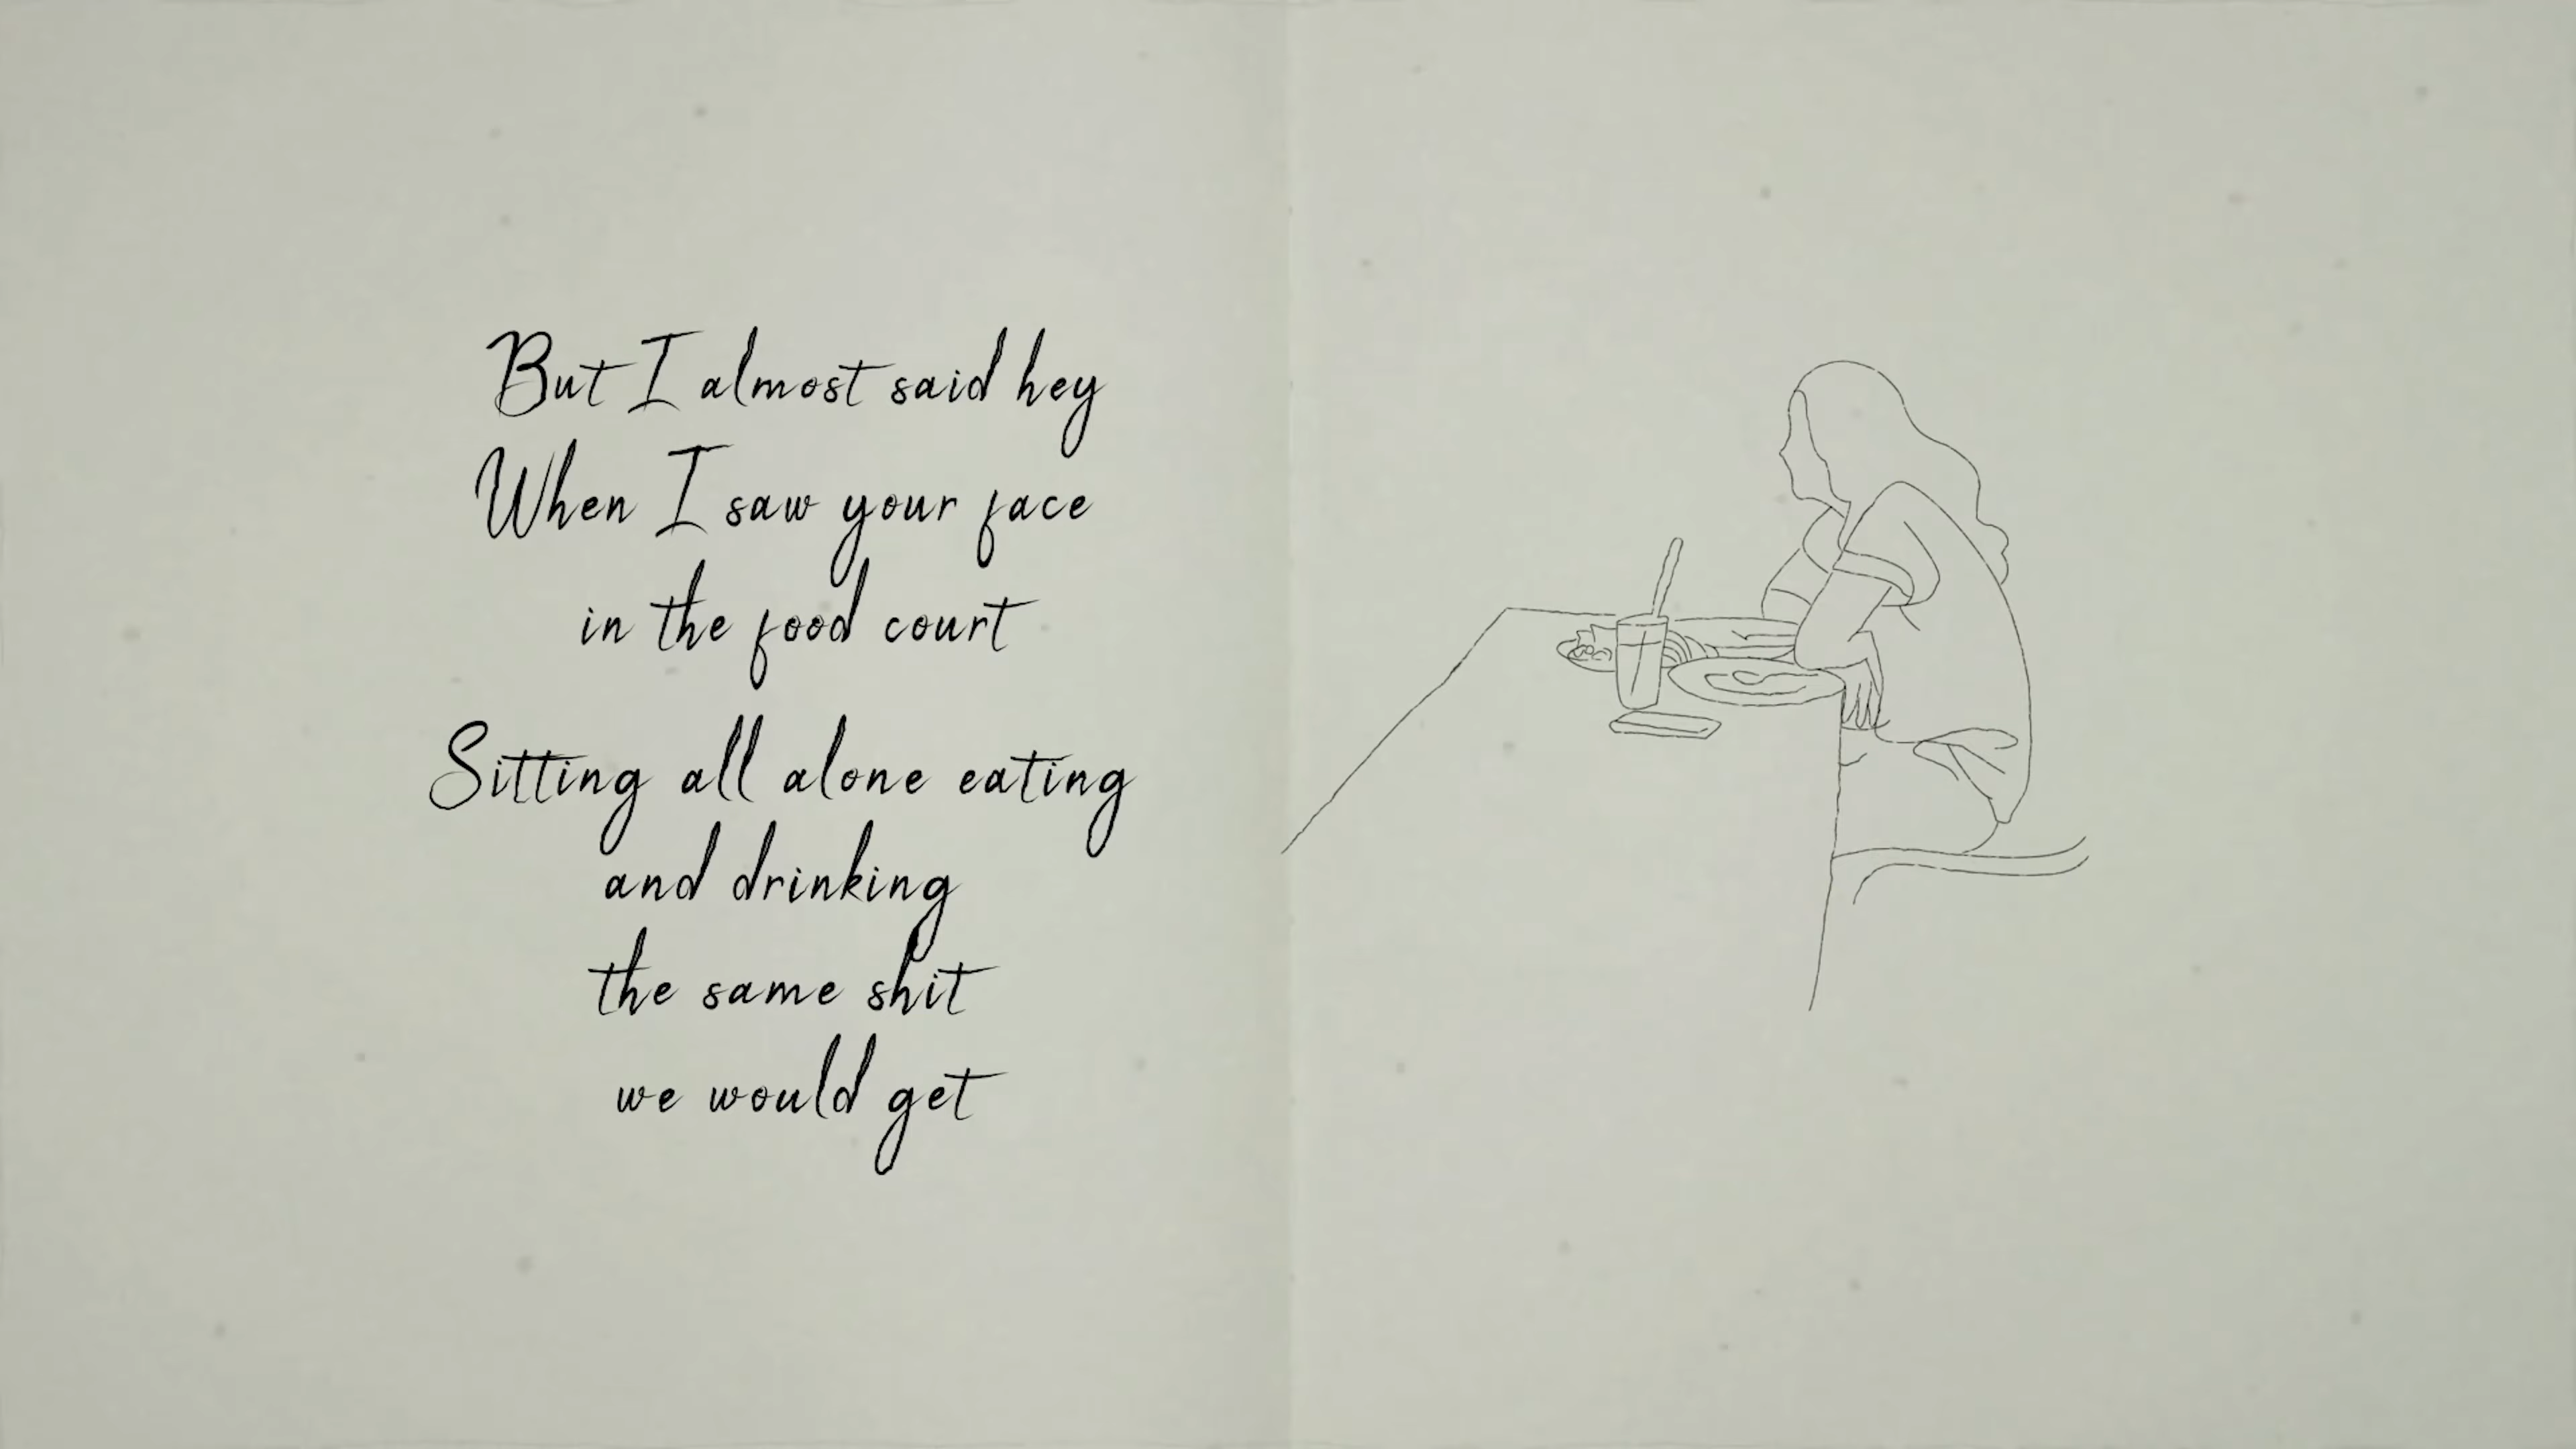 But I almost said hey
When I saw your face
in the food court
Sitting all alone eating
and drinking
the same shit
we would get